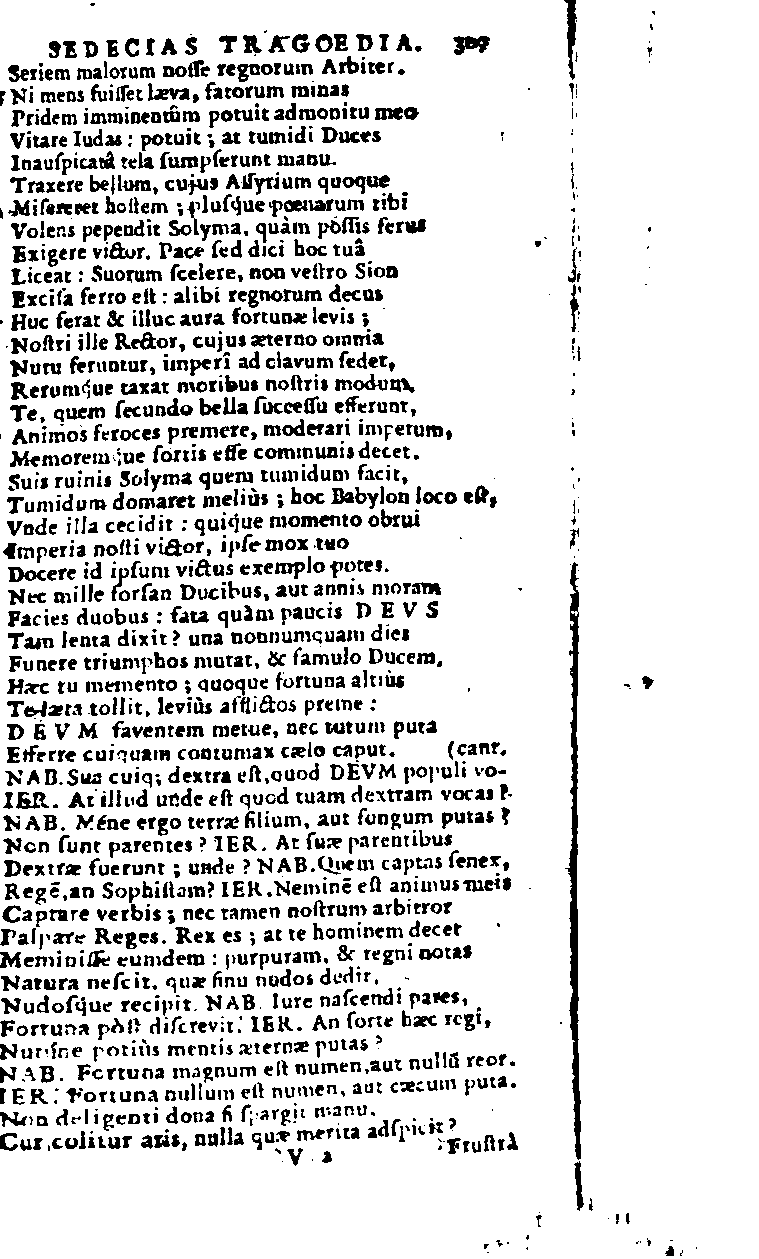 SEDECIAS TRAGOEDIA. 309
Seriem malorum nosse regnorum Arbiter.
Ni mens fuiſſet læva, fatorum minas
Pridem imminentûm potuit admonitu meo
Vitare Iudas: potuit; at tumidi Duces
Inauſpicatâ tela ſumpſerunt manu.
Traxere bellum, cujus Aſſyrium quoque
Miſereret hoſtem; pluſque pœnarum tibi
Volens pependit Solyma, quàm poſſis ferus
Exigere victor. Pace ſed dici hoc tuâ
Liceat: Suorum ſcelere, non veſtro Sion
Exciſa ferro eſt: alibi regnorum decus
Huc ferat & illuc aura fortunæ levis;
Noſtri ille Rector, cujus æterno omnia
Nutu feruntur, imperî ad clavum ſedet,
Rerumque taxat moribus noſtris modum.
Te, quem ſecundo bella ſucceſſu efferunt,
Animos feroces premere, moderari impetum,
Memoremque ſortis eſſe communis decet.
Suis ruinis Solyma quem tumidum facit,
Tumidum domaret meliùs; hoc Babylon loco eſt,
Vnde illa cecidit: quique momento obrui
Imperia noſti victor, ipſe mox tuo
Docere id ipſum victus exemplo potes.
Nec mille forſan Ducibus, aut annis moram
Facies duobus: fata quàm paucis DEVS
Tam lenta dixit? una nonnumquam dies
Funere triumphos mutat, & famulo Ducem.
Hæc tu memento; quoque fortuna altiùs
Te læta tollit, leviùs afflictos preme:
DEVM faventem metue, nec tutum puta
Efferre cuiquam contumax cælo caput. (cant.
NAB. Sua cuiq; dextra eſt, quod DEVM populi vo-
IER. At illud unde eſt quod tuam dextram vocas?
NAB. Méne ergo terræ filium, aut fungum putas?
Non ſunt parentes? IER. At ſuæ parentibus
Dextræ fuerunt; unde? NAB. Quem captas ſenex,
Regē, an Sophiſtam? IER. Neminē eſt animus meis
Captare verbis; nec tamen noſtrum arbitror
Palpare Reges. Rex es; at te hominem decet
Meminiſſe eumdem: purpuram, & regni notas
Natura neſcit, quæ ſinu nudos dedit,
Nudoſque recipit. NAB. Iure naſcendi pares,
Fortuna pòſt diſcrevit. IER. An ſorte hæc regi,
Nutúſne potiùs mentis æternæ putas?
NAB. Fortuna magnum eſt numen, aut nullū reor.
IER. Fortuna nullum eſt numen, aut cæcum puta.
Non deligenti dona ſi ſpargit manu.
Cur colitur aris, nulla quæ merita adſpicit?
V 2 Fruſtrà